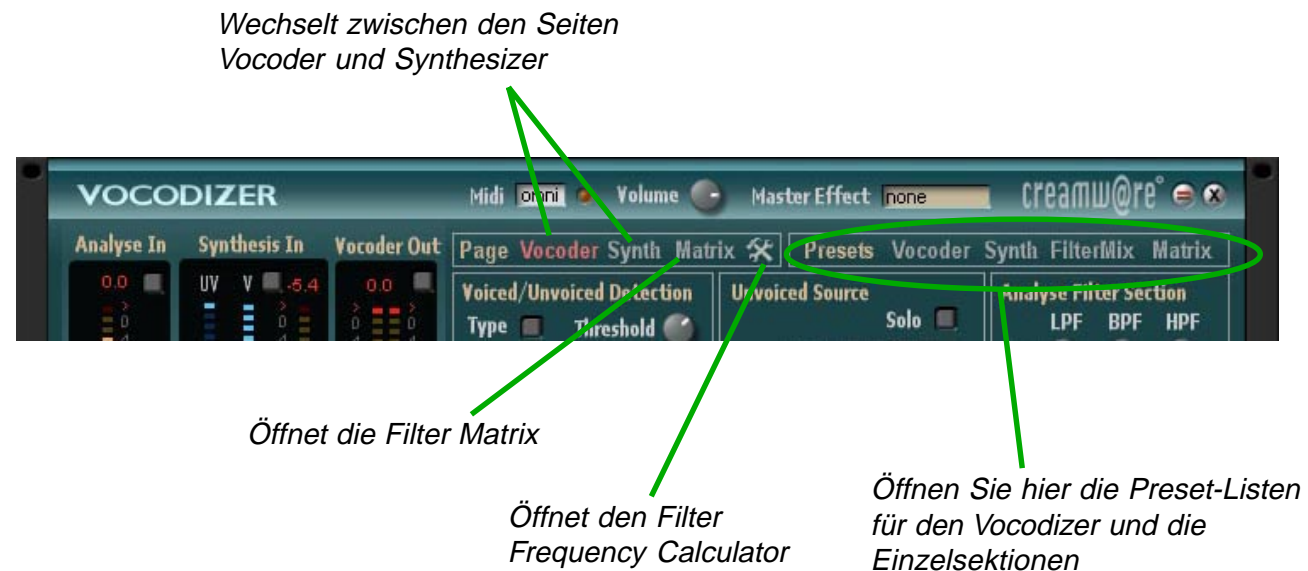 Wechselt zwischen den Seiten
Vocoder und Synthesizer
VOCODIZER
Midi omni Volume Master Effect none creamw@re°
Analyse In Synthesis In Vocoder Out
Page Vocoder Synth Matrix Presets Vocoder Synth FilterMix Matrix
0.0 UV V -5.4 0.0
Voiced/Unvoiced Detection Unvoiced Source Analyse Filter Section
Type Threshold Solo LPF BPF HPF
Öffnet die Filter Matrix
Öffnet den Filter
Frequency Calculator
Öffnen Sie hier die Preset-Listen
für den Vocodizer und die
Einzelsektionen